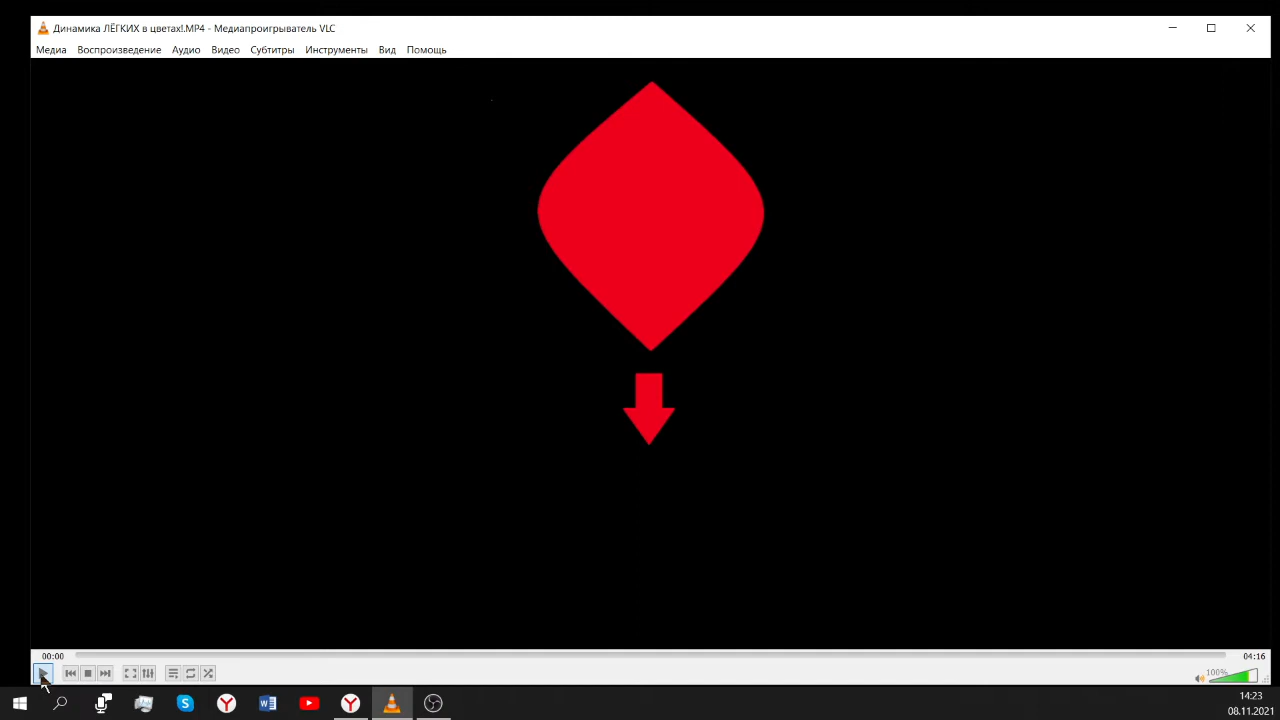 Динамика ЛЁГКИХ в цветах!.MP4 - Медиапроигрыватель VLC
Медиа Воспроизведение Аудио Видео Субтитры Инструменты Вид Помощь
00:00 04:16
100%
14:23
08.11.2021